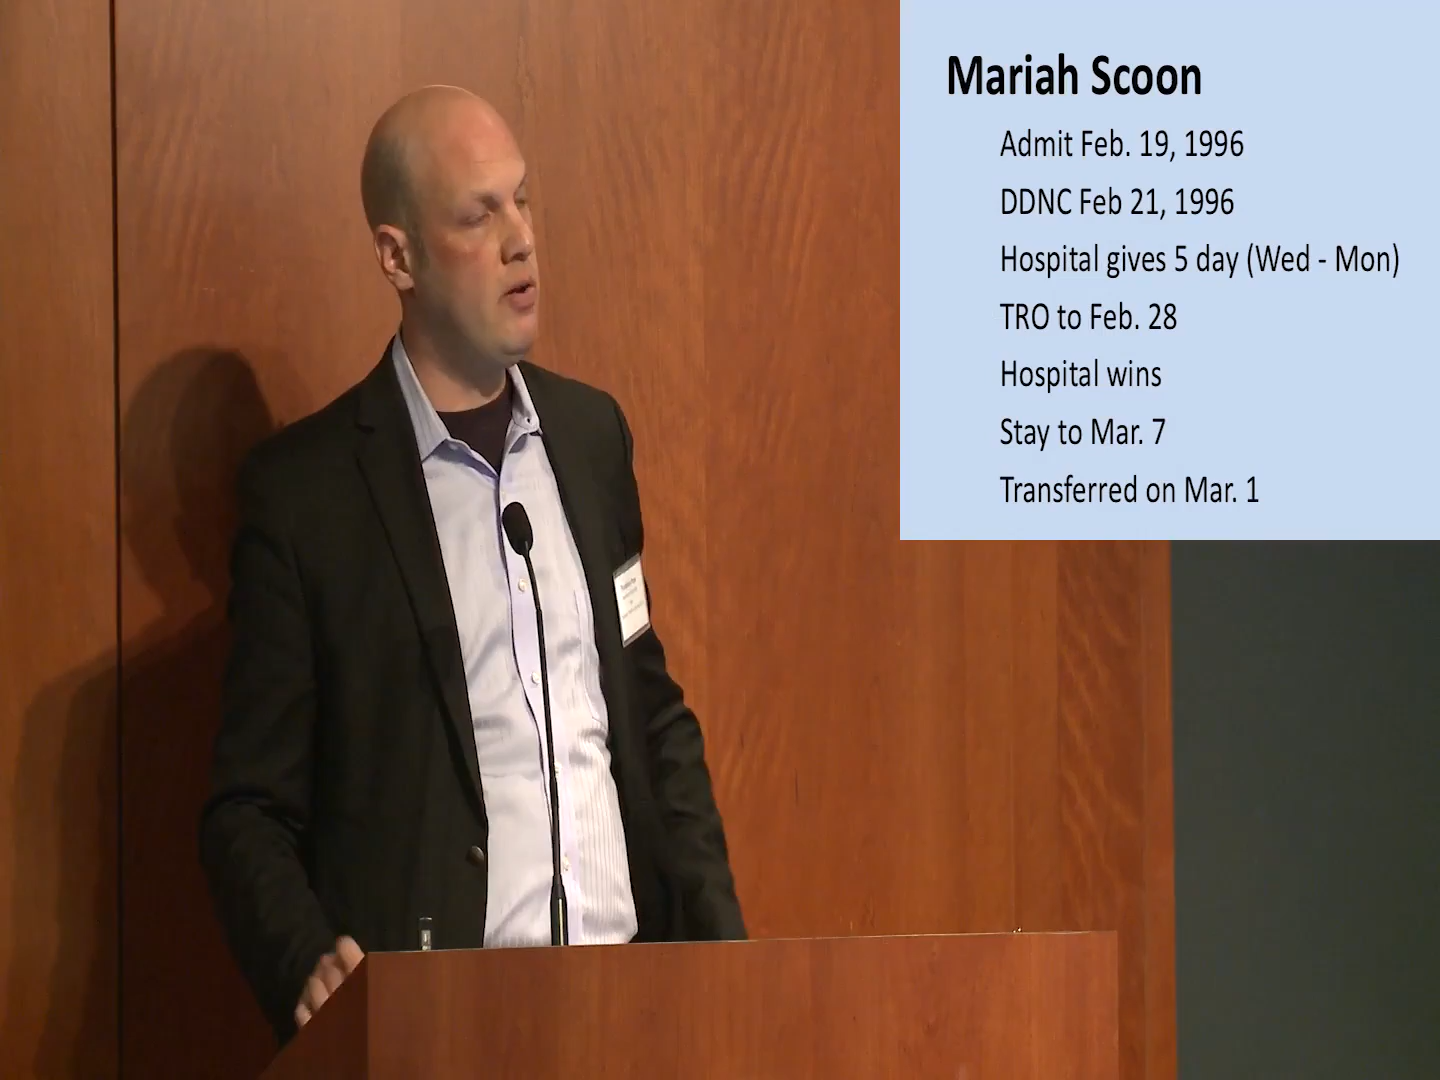 Mariah Scoon
Admit Feb. 19, 1996
DDNC Feb 21, 1996
Hospital gives 5 day (Wed - Mon)
TRO to Feb. 28
Hospital wins
Stay to Mar. 7
Transferred on Mar. 1